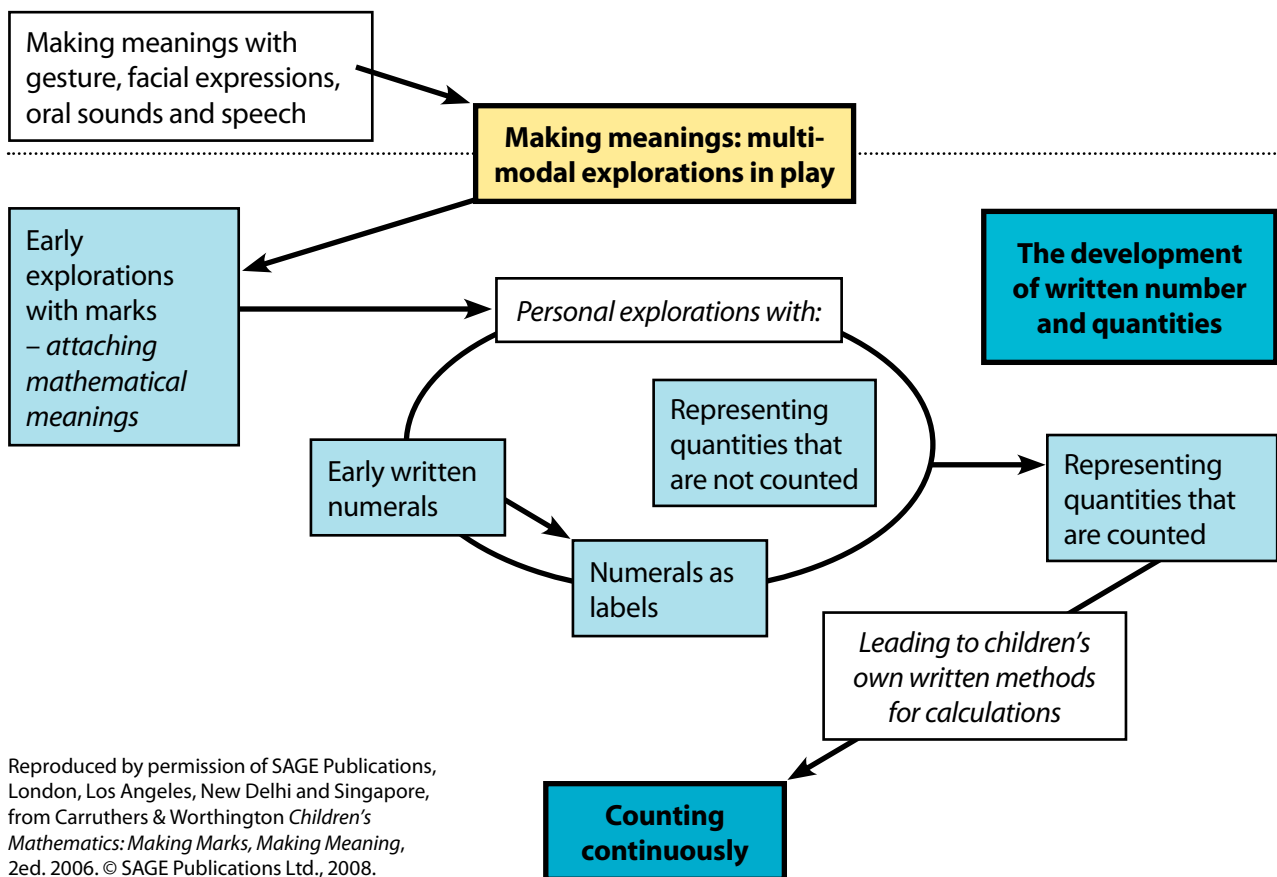 Making meanings with
gesture, facial expressions,
oral sounds and speech
Making meanings: multi-
modal explorations in play
Early
explorations
with marks
– attaching
mathematical
meanings
Personal explorations with:
The development
of written number
and quantities
Representing
quantities that
are not counted
Early written
numerals
Numerals as
labels
Representing
quantities that
are counted
Leading to children’s
own written methods
for calculations
Counting
continuously
Reproduced by permission of SAGE Publications,
London, Los Angeles, New Delhi and Singapore,
from Carruthers & Worthington Children’s
Mathematics: Making Marks, Making Meaning,
2ed. 2006. © SAGE Publications Ltd., 2008.